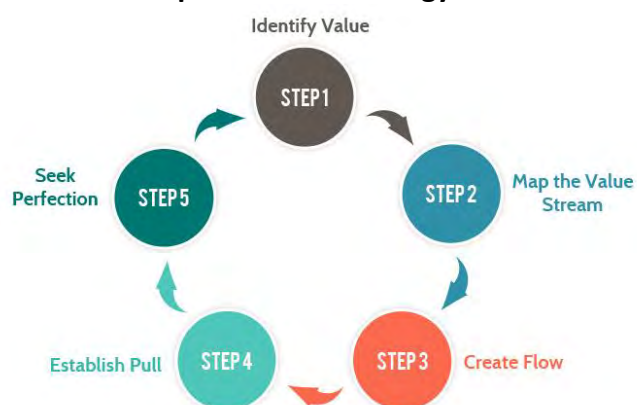 Identify Value
STEP 1
STEP 2
Map the Value
Stream
STEP 3
Create Flow
STEP 4
Establish Pull
STEP 5
Seek
Perfection